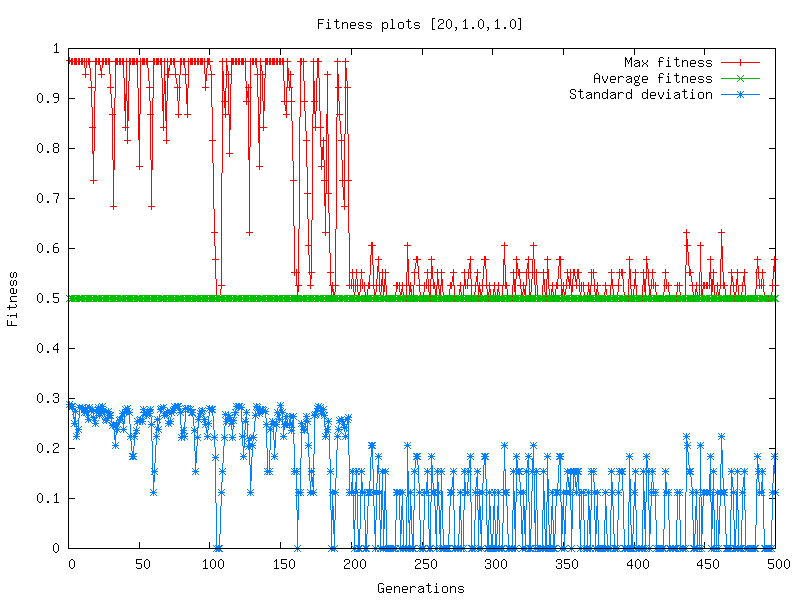 Fitness plots [20,1.0,1.0]
Max fitness
Average fitness
Standard deviation
1
0.9
0.8
0.7
0.6
0.5
0.4
0.3
0.2
0.1
0
Fitness
0 50 100 150 200 250 300 350 400 450 500
Generations